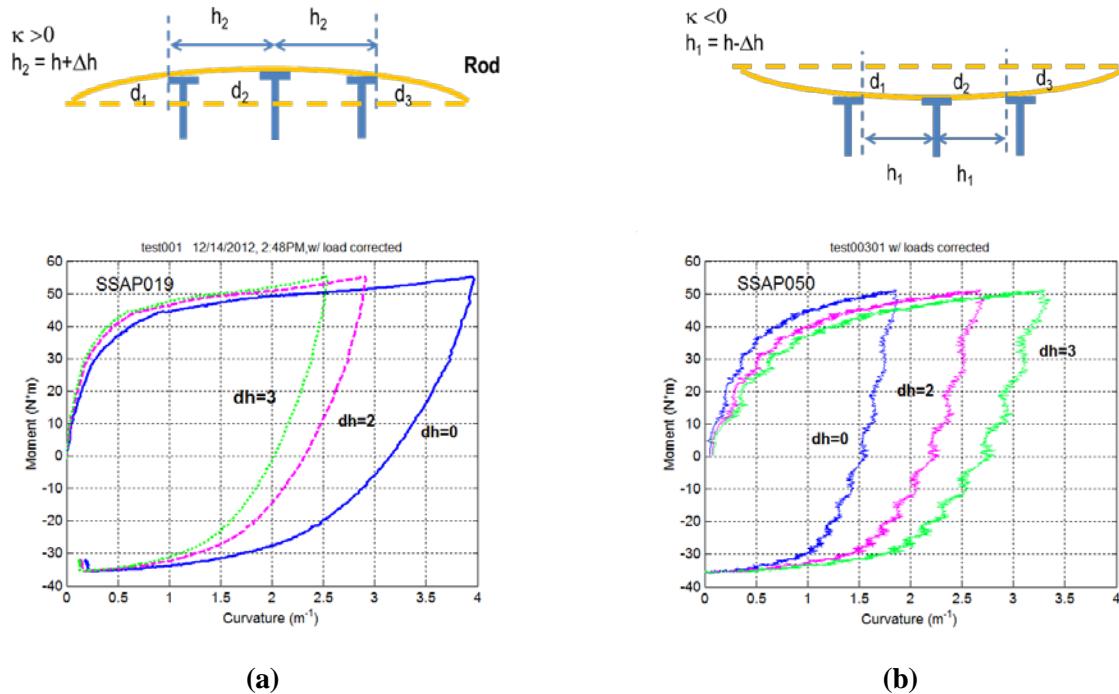 κ >0
h₂ = h+Δh
h₂ h₂
Rod
d₁ d₂ d₃
κ <0
h₁ = h-Δh
d₁ d₂ d₃
h₁ h₁
test001 12/14/2012, 2:48PM,w/ load corrected
SSAP019
60
50
40
30
20
10
0
-10
-20
-30
-40
Moment (N*m)
dh=3
dh=2
dh=0
0 0.5 1 1.5 2 2.5 3 3.5 4
Curvature (m⁻¹)
(a)
test00301 w/ loads corrected
SSAP050
60
50
40
30
20
10
0
-10
-20
-30
-40
Moment (N*m)
dh=3
dh=2
dh=0
0 0.5 1 1.5 2 2.5 3 3.5 4
Curvature (m⁻¹)
(b)